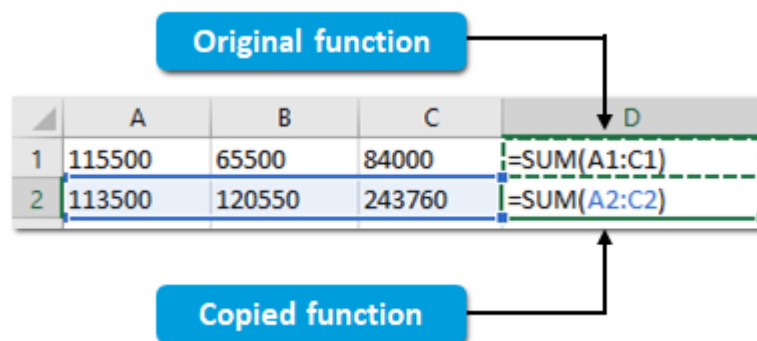 Original function
A B C D
1 115500 65500 84000 =SUM(A1:C1)
2 113500 120550 243760 =SUM(A2:C2)
Copied function